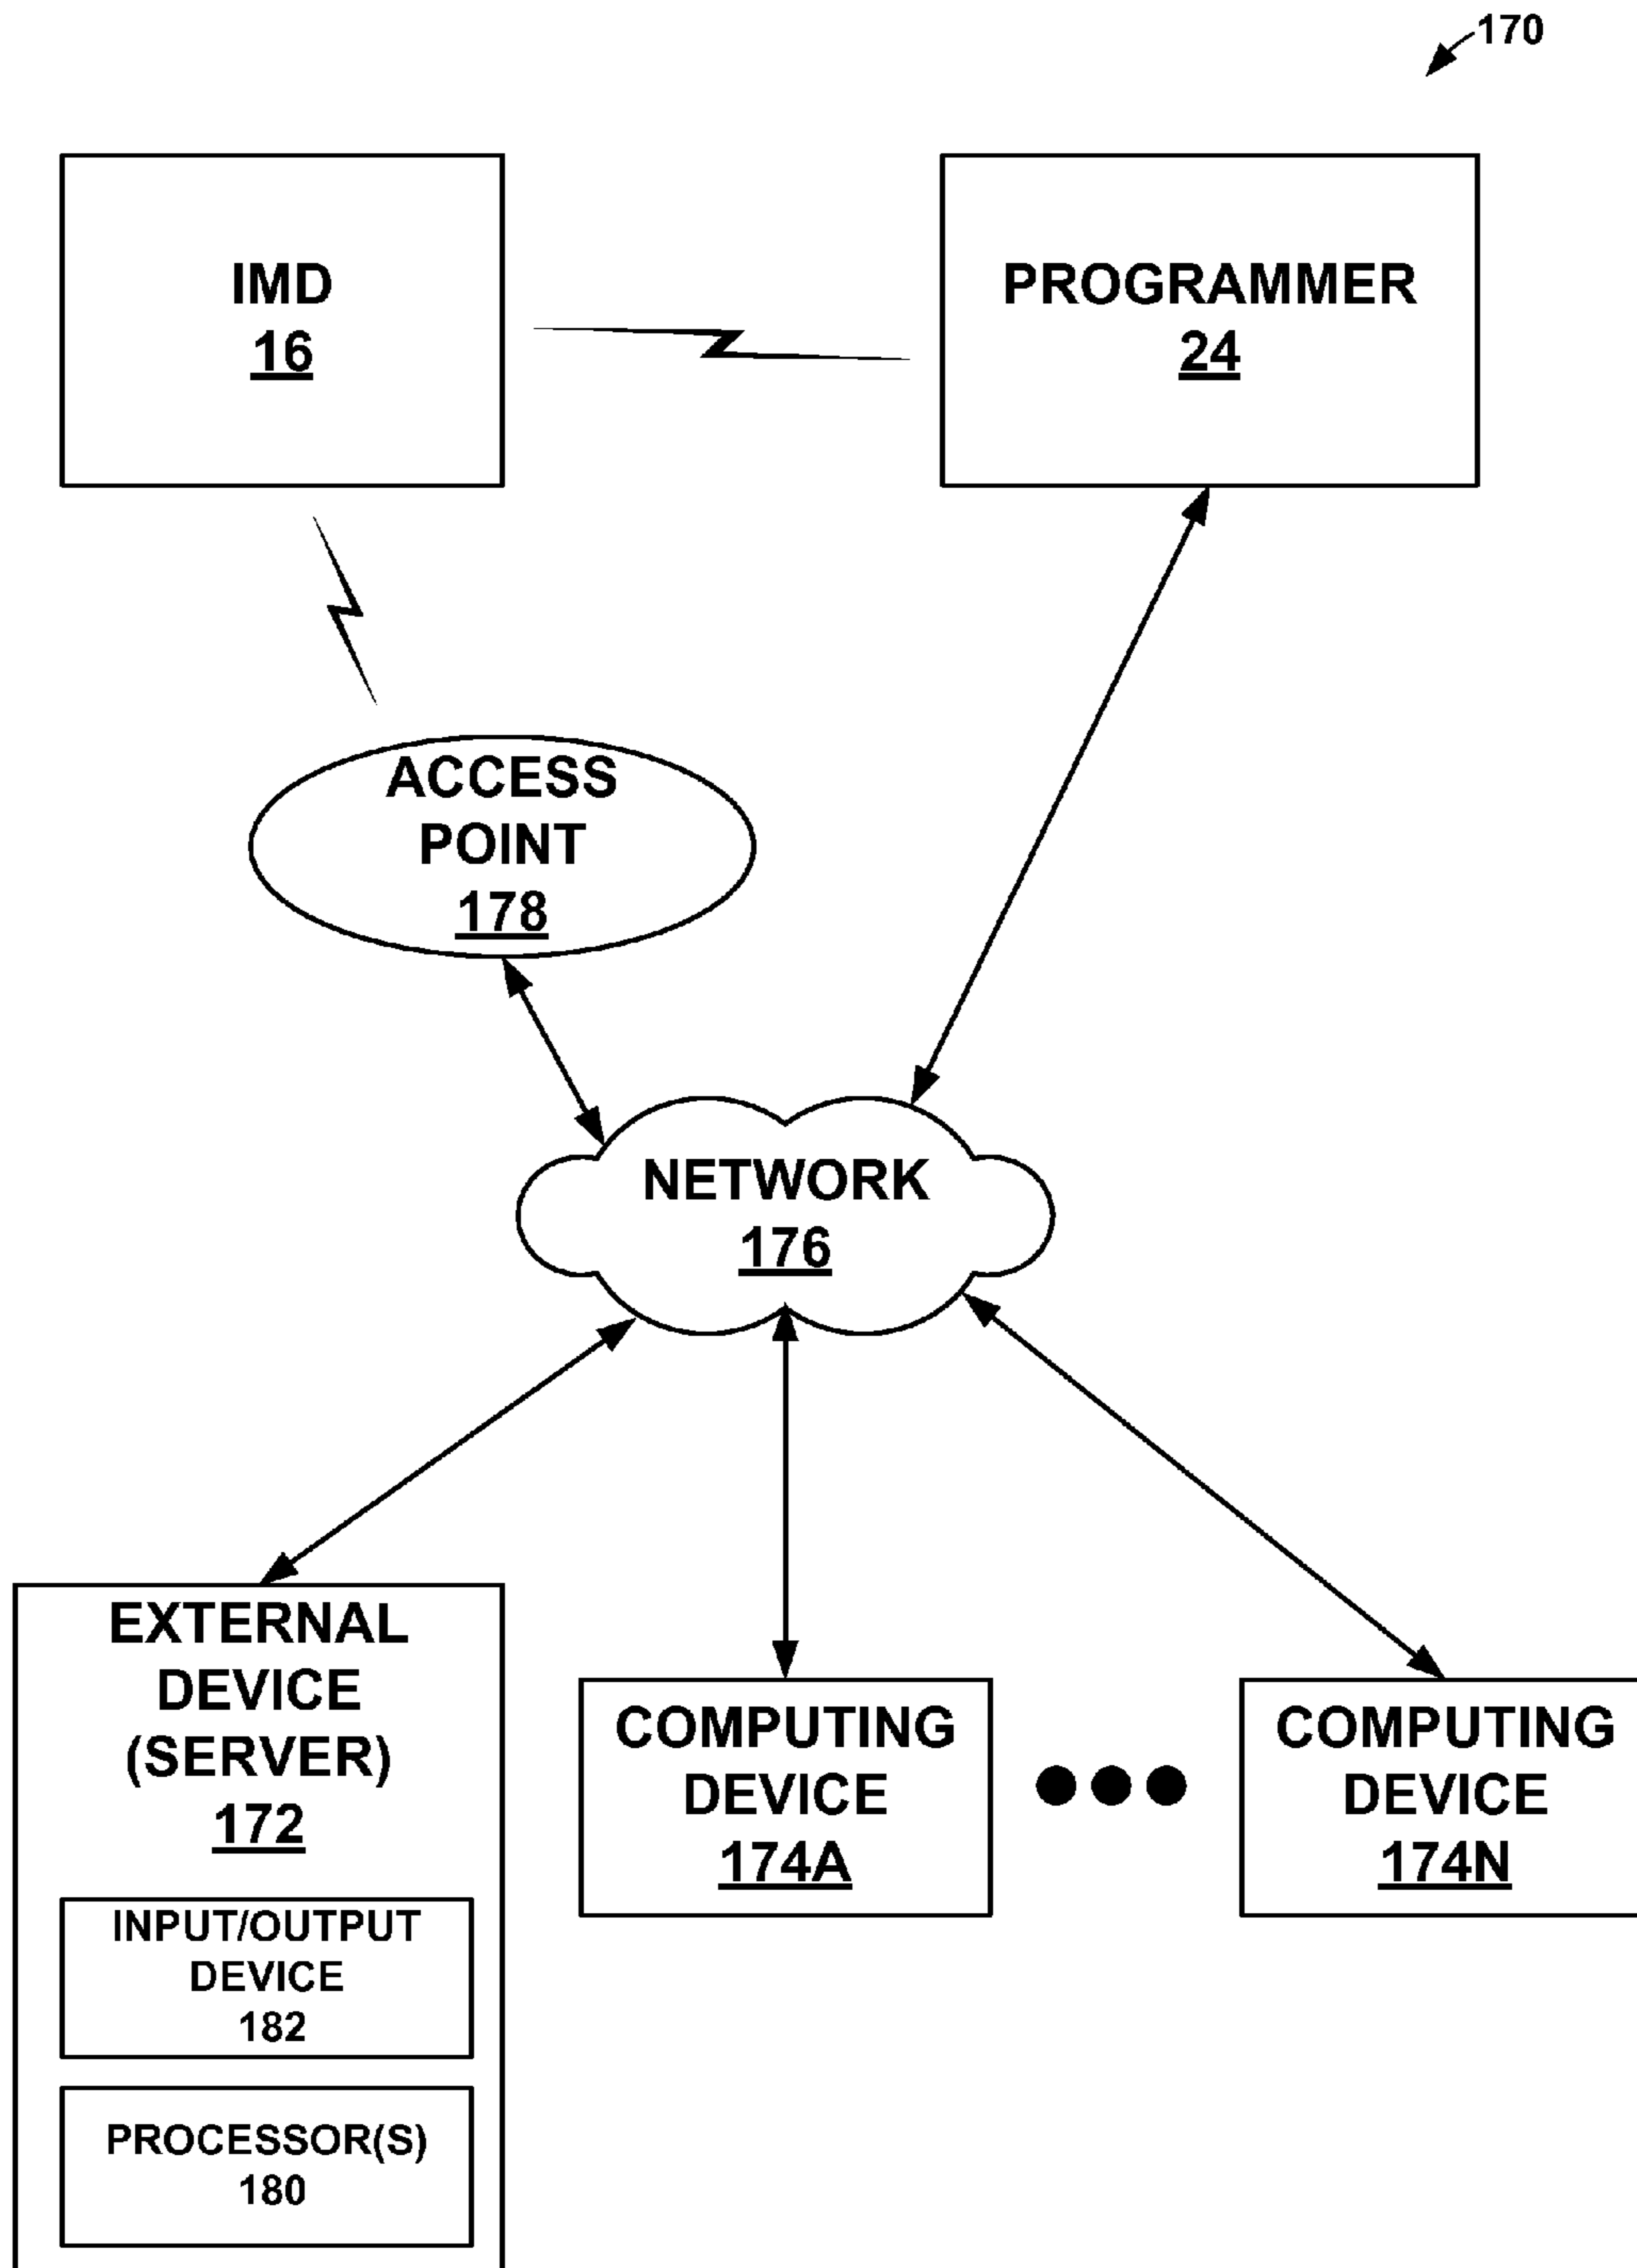 170
IMD
16
PROGRAMMER
24
ACCESS
POINT
178
NETWORK
176
EXTERNAL
DEVICE
(SERVER)
172
INPUT/OUTPUT
DEVICE
182
PROCESSOR(S)
180
COMPUTING
DEVICE
174A
COMPUTING
DEVICE
174N